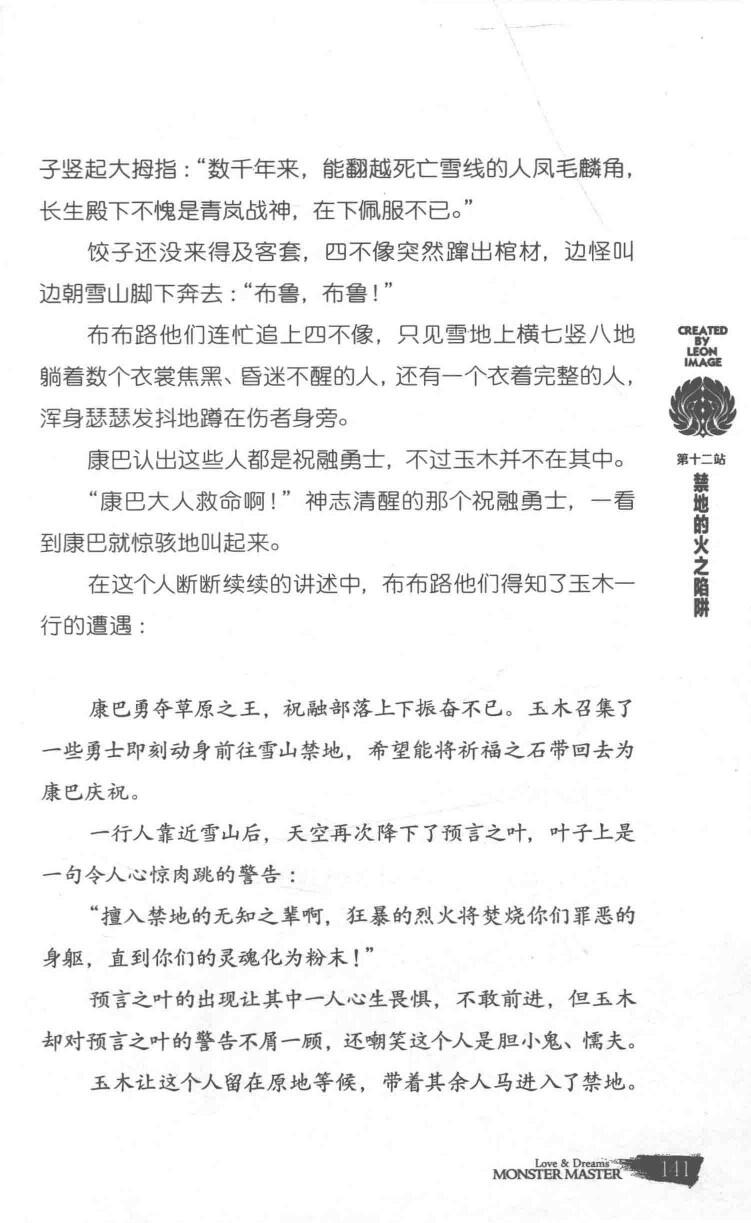 子竖起大拇指：“数千年来，能翻越死亡雪线的人凤毛麟角，
长生殿下不愧是青岚战神，在下佩服不已。”
饺子还没来得及客套，四不像突然蹿出棺材，边怪叫
边朝雪山脚下奔去：“布鲁，布鲁！”
布布路他们连忙追上四不像，只见雪地上横七竖八地
躺着数个衣裳焦黑、昏迷不醒的人，还有一个衣着完整的人，
浑身瑟瑟发抖地蹲在伤者身旁。
康巴认出这些人都是祝融勇士，不过玉木并不在其中。
“康巴大人救命啊！”神志清醒的那个祝融勇士，一看
到康巴就惊骇地叫起来。
在这个人断断续续的讲述中，布布路他们得知了玉木一
行的遭遇：
康巴勇夺草原之王，祝融部落上下振奋不已。玉木召集了
一些勇士即刻动身前往雪山禁地，希望能将祈福之石带回去为
康巴庆祝。
一行人靠近雪山后，天空再次降下了预言之叶，叶子上是
一句令人心惊肉跳的警告：
“擅入禁地的无知之辈啊，狂暴的烈火将焚烧你们罪恶的
身躯，直到你们的灵魂化为粉末！”
预言之叶的出现让其中一人心生畏惧，不敢前进，但玉木
却对预言之叶的警告不屑一顾，还嘲笑这个人是胆小鬼、懦夫。
玉木让这个人留在原地等候，带着其余人马进入了禁地。
CREATED
BY
LEON
IMAGE
第十二站
禁地的火之陷阱
Love & Dreams
MONSTER MASTER
141